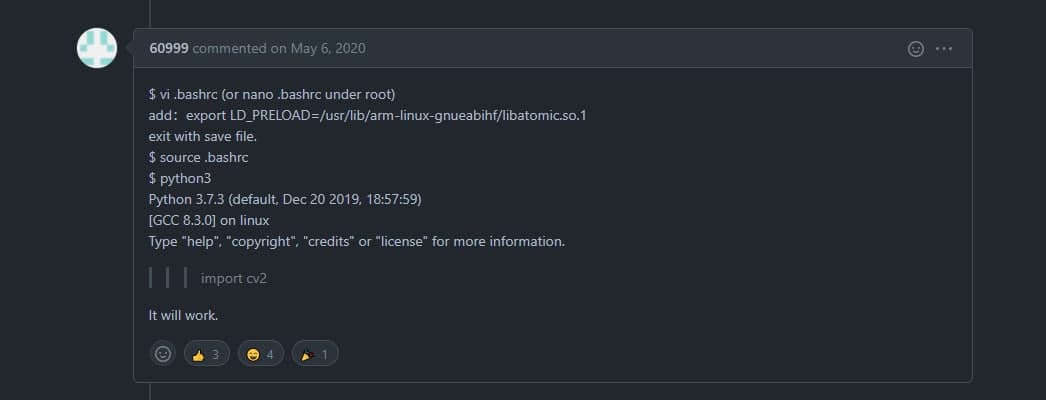 60999 commented on May 6, 2020
$ vi .bashrc (or nano .bashrc under root)
add：export LD_PRELOAD=/usr/lib/arm-linux-gnueabihf/libatomic.so.1
exit with save file.
$ source .bashrc
$ python3
Python 3.7.3 (default, Dec 20 2019, 18:57:59)
[GCC 8.3.0] on linux
Type "help", "copyright", "credits" or "license" for more information.
import cv2
It will work.
3 4 1